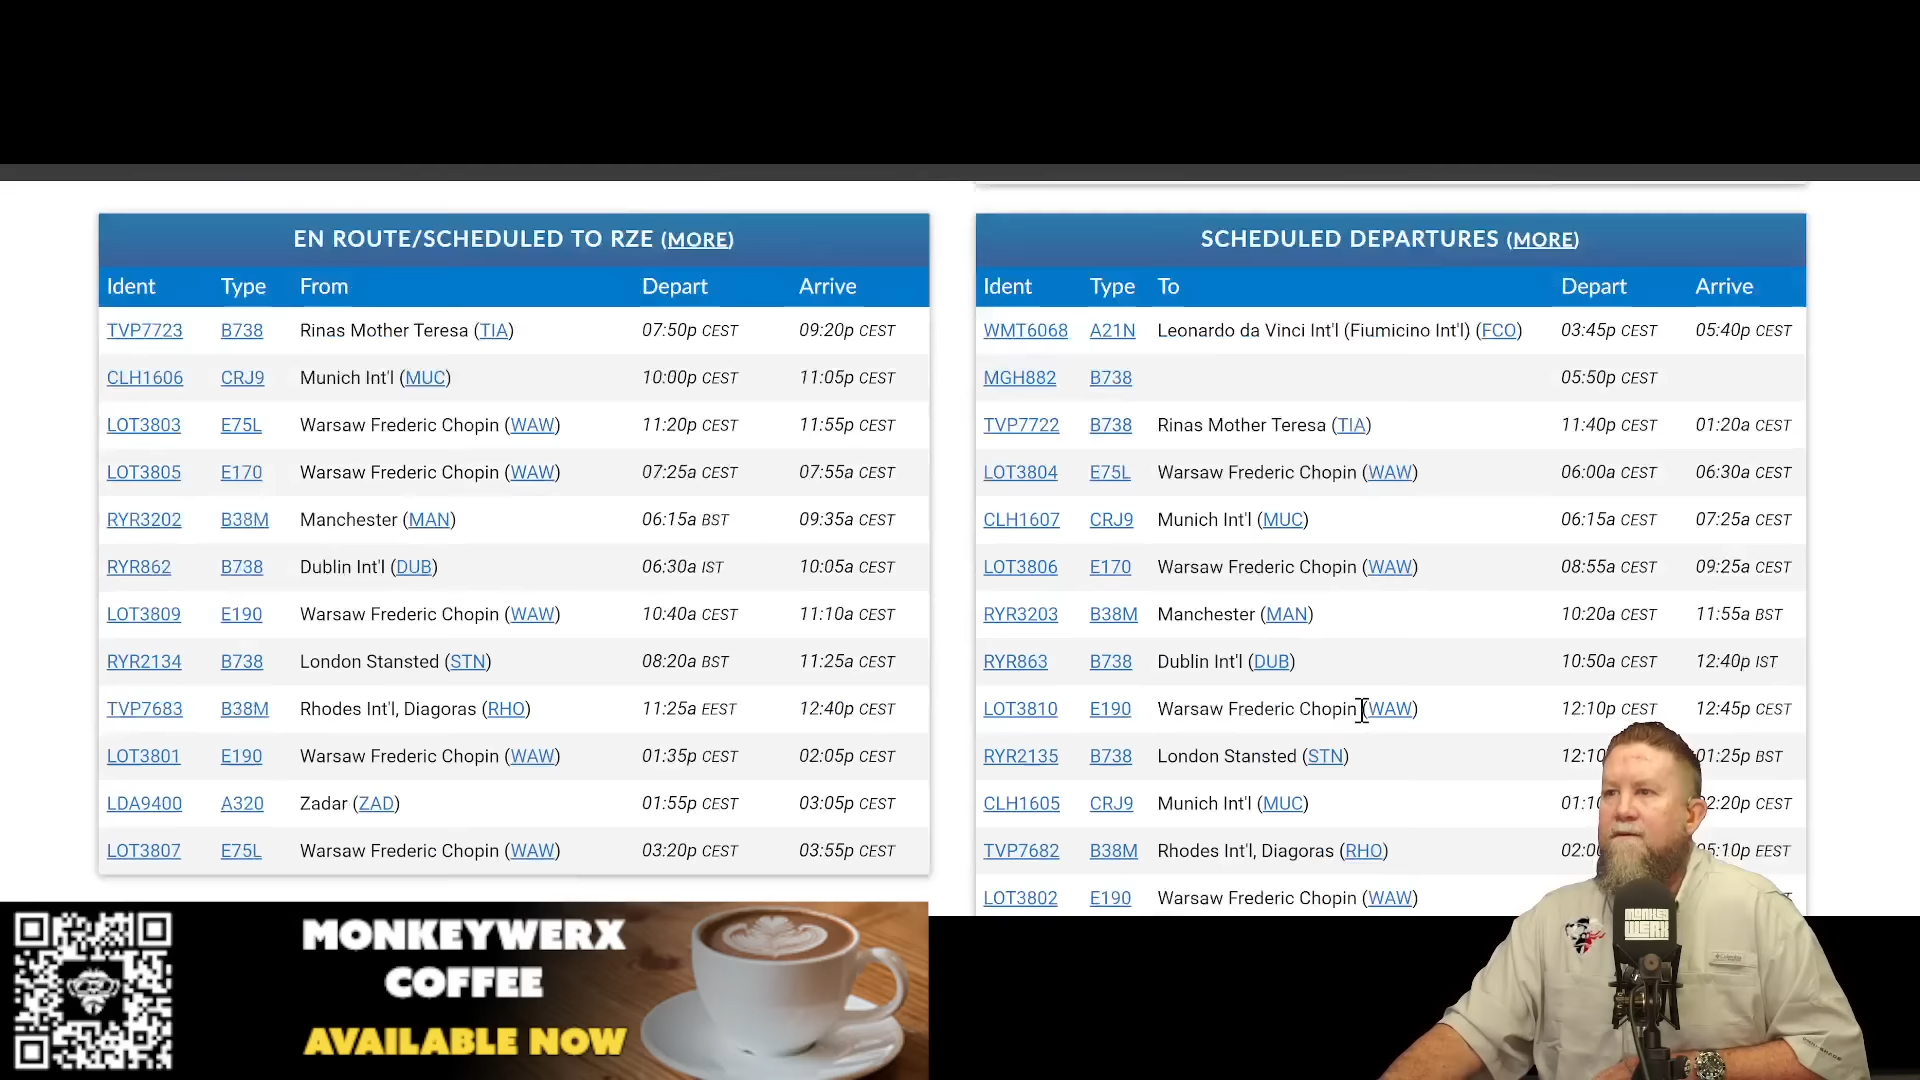 EN ROUTE/SCHEDULED TO RZE (MORE)
Ident Type From Depart Arrive
TVP7723 B738 Rinas Mother Teresa (TIA) 07:50p CEST 09:20p CEST
CLH1606 CRJ9 Munich Int'l (MUC) 10:00p CEST 11:05p CEST
LOT3803 E75L Warsaw Frederic Chopin (WAW) 11:20p CEST 11:55p CEST
LOT3805 E170 Warsaw Frederic Chopin (WAW) 07:25a CEST 07:55a CEST
RYR3202 B38M Manchester (MAN) 06:15a BST 09:35a CEST
RYR862 B738 Dublin Int'l (DUB) 06:30a IST 10:05a CEST
LOT3809 E190 Warsaw Frederic Chopin (WAW) 10:40a CEST 11:10a CEST
RYR2134 B738 London Stansted (STN) 08:20a BST 11:25a CEST
TVP7683 B38M Rhodes Int'l, Diagoras (RHO) 11:25a EEST 12:40p CEST
LOT3801 E190 Warsaw Frederic Chopin (WAW) 01:35p CEST 02:05p CEST
LDA9400 A320 Zadar (ZAD) 01:55p CEST 03:05p CEST
LOT3807 E75L Warsaw Frederic Chopin (WAW) 03:20p CEST 03:55p CEST
SCHEDULED DEPARTURES (MORE)
Ident Type To Depart Arrive
WMT6068 A21N Leonardo da Vinci Int'l (Fiumicino Int'l) (FCO) 03:45p CEST 05:40p CEST
MGH882 B738 05:50p CEST
TVP7722 B738 Rinas Mother Teresa (TIA) 11:40p CEST 01:20a CEST
LOT3804 E75L Warsaw Frederic Chopin (WAW) 06:00a CEST 06:30a CEST
CLH1607 CRJ9 Munich Int'l (MUC) 06:15a CEST 07:25a CEST
LOT3806 E170 Warsaw Frederic Chopin (WAW) 08:55a CEST 09:25a CEST
RYR3203 B38M Manchester (MAN) 10:20a CEST 11:55a BST
RYR863 B738 Dublin Int'l (DUB) 10:50a CEST 12:40p IST
LOT3810 E190 Warsaw Frederic Chopin (WAW) 12:10p CEST 12:45p CEST
RYR2135 B738 London Stansted (STN) 12:10 01:25p BST
CLH1605 CRJ9 Munich Int'l (MUC) 01:10 2:20p CEST
TVP7682 B38M Rhodes Int'l, Diagoras (RHO) 02:00 05:10p EEST
LOT3802 E190 Warsaw Frederic Chopin (WAW)
MONKEYWERX
COFFEE
AVAILABLE NOW
MONKEY
WERX